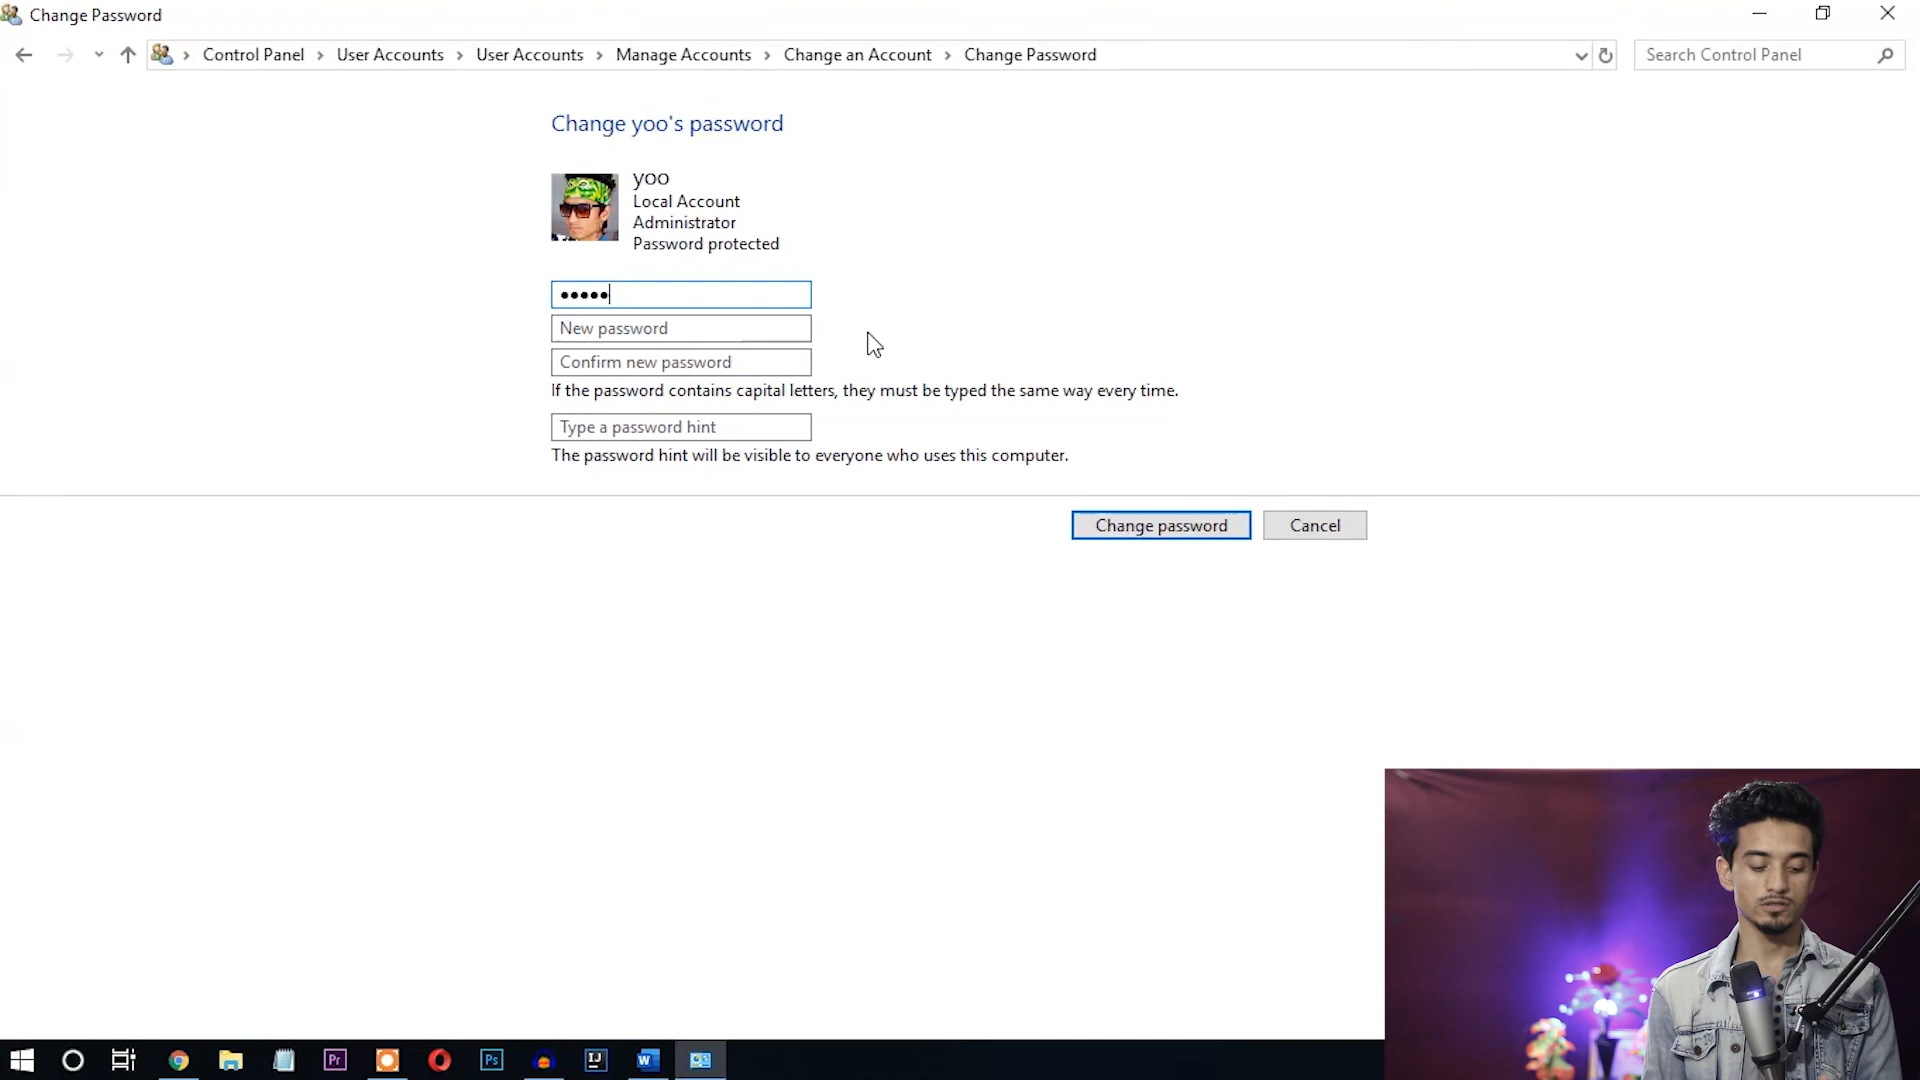 Change Password
Control Panel > User Accounts > User Accounts > Manage Accounts > Change an Account > Change Password
Search Control Panel
Change yoo's password
yoo
Local Account
Administrator
Password protected
•••••
New password
Confirm new password
If the password contains capital letters, they must be typed the same way every time.
Type a password hint
The password hint will be visible to everyone who uses this computer.
Change password
Cancel
Pr
Ps
IJ
W